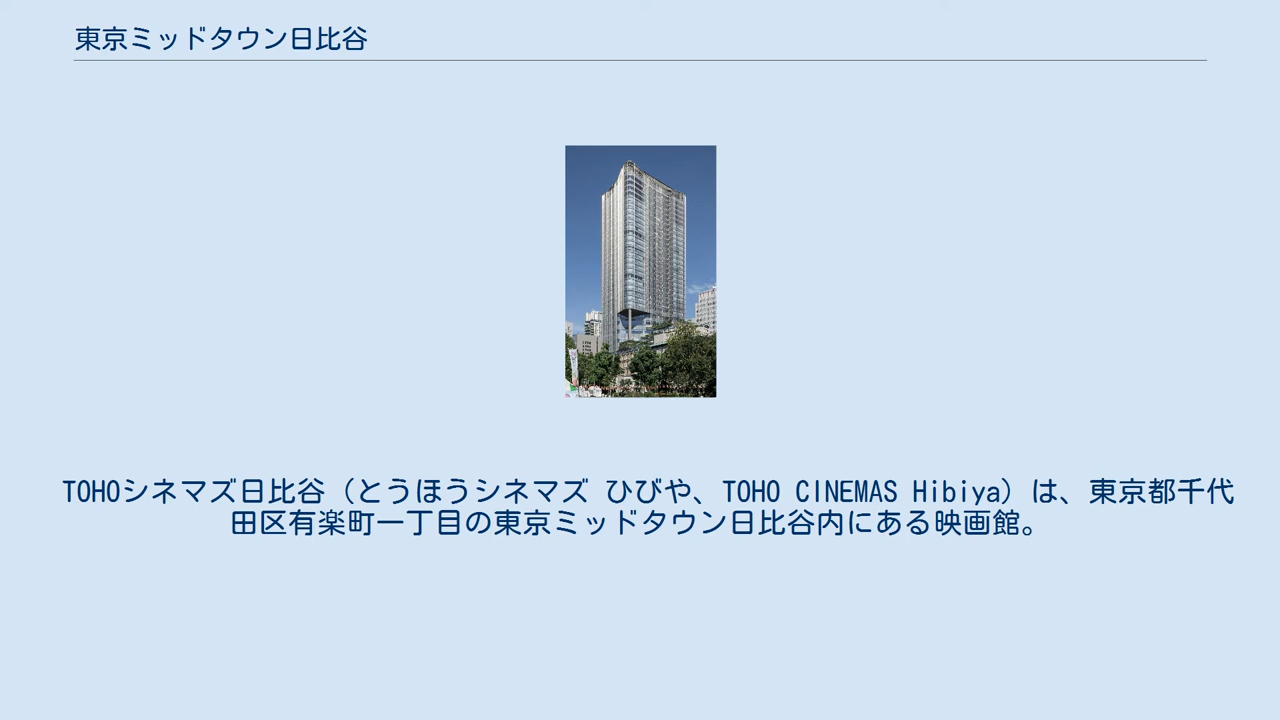 東京ミッドタウン日比谷
TOHOシネマズ日比谷（とうほうシネマズ ひびや、TOHO CINEMAS Hibiya）は、東京都千代
田区有楽町一丁目の東京ミッドタウン日比谷内にある映画館。